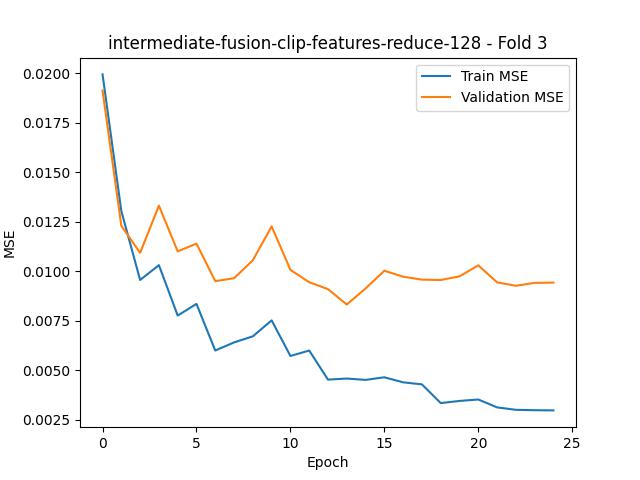 intermediate-fusion-clip-features-reduce-128 - Fold 3
Train MSE
Validation MSE
MSE
0.0200
0.0175
0.0150
0.0125
0.0100
0.0075
0.0050
0.0025
0 5 10 15 20 25
Epoch